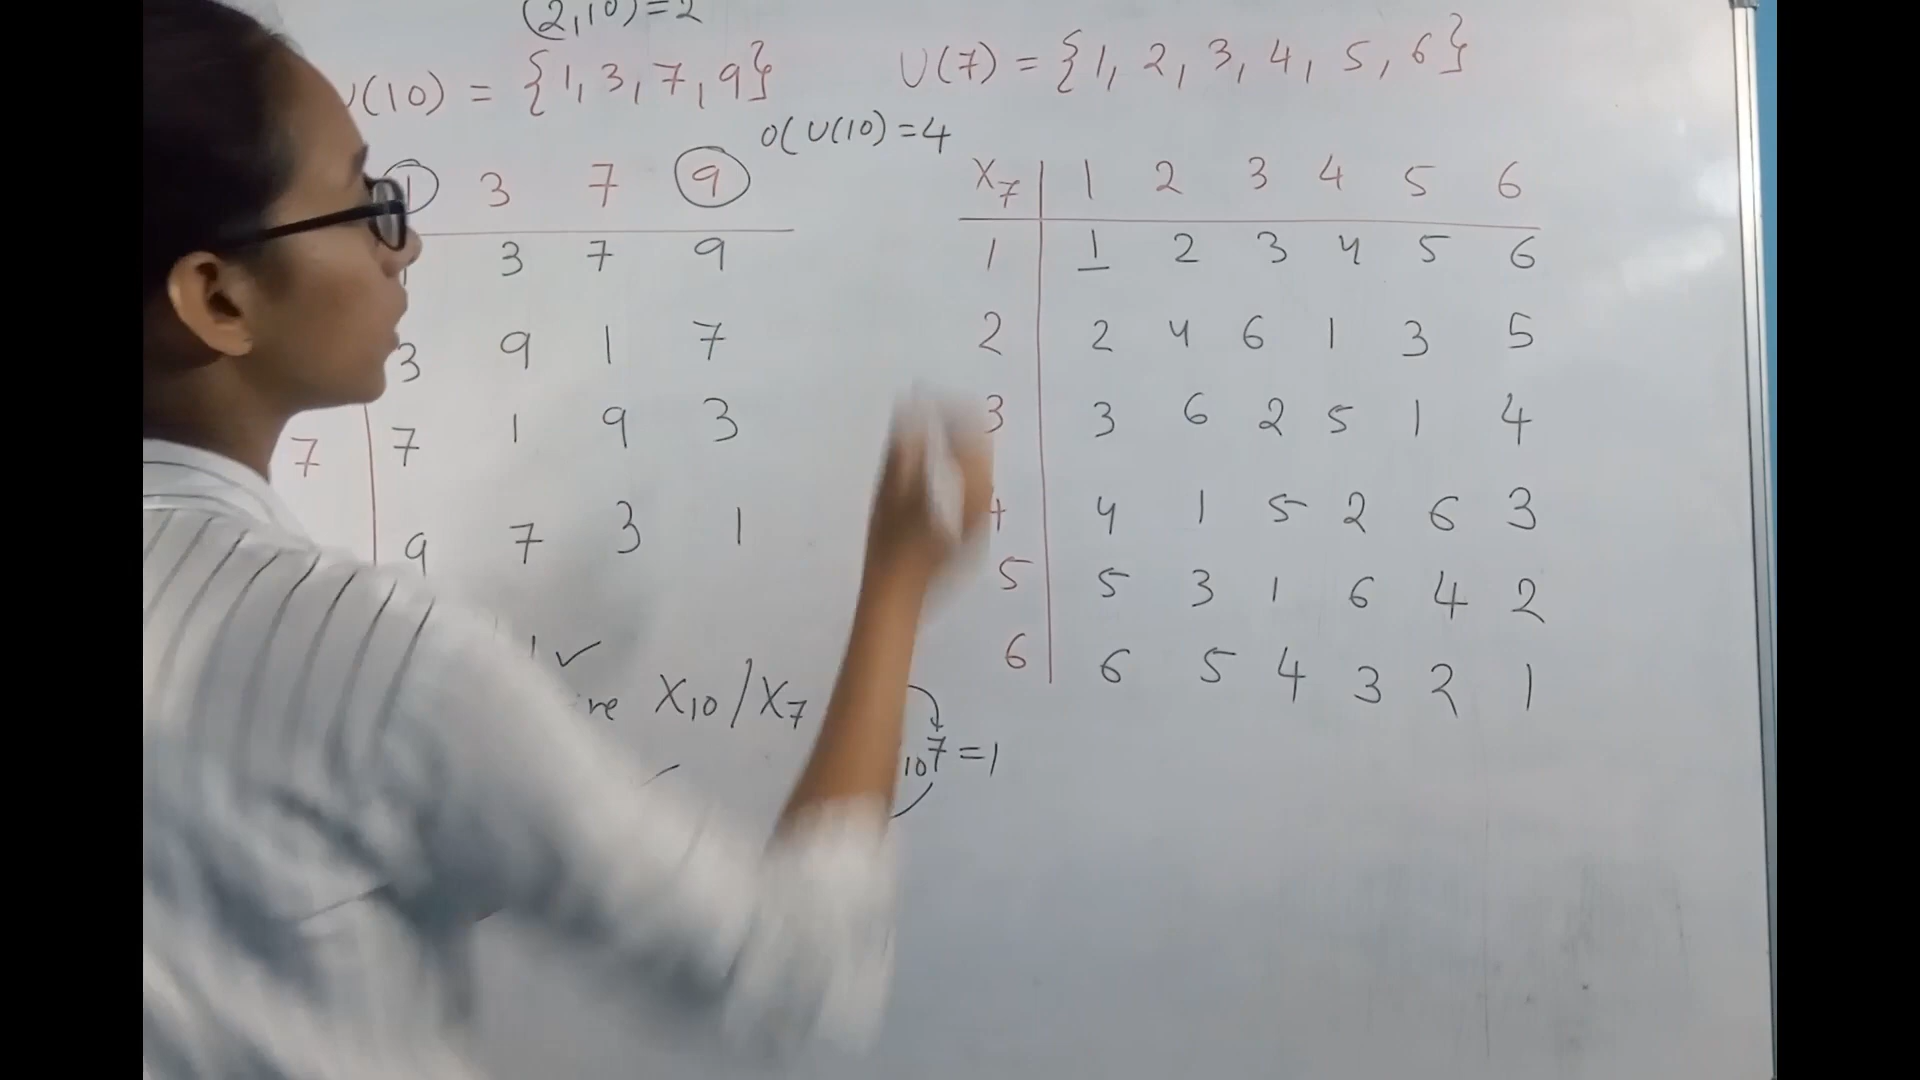 (2,10)=2
U(10) = {1, 3, 7, 9}
O(U(10)=4
1 3 7 9
3 7 9
3 9 1 7
7 7 1 9 3
9 7 3 1
1 ✓
re X10/X7
10 7 =1
U(7) = {1, 2, 3, 4, 5, 6}
X7 1 2 3 4 5 6
1 1 2 3 4 5 6
2 2 4 6 1 3 5
3 3 6 2 5 1 4
4 4 1 5 2 6 3
5 5 3 1 6 4 2
6 6 5 4 3 2 1